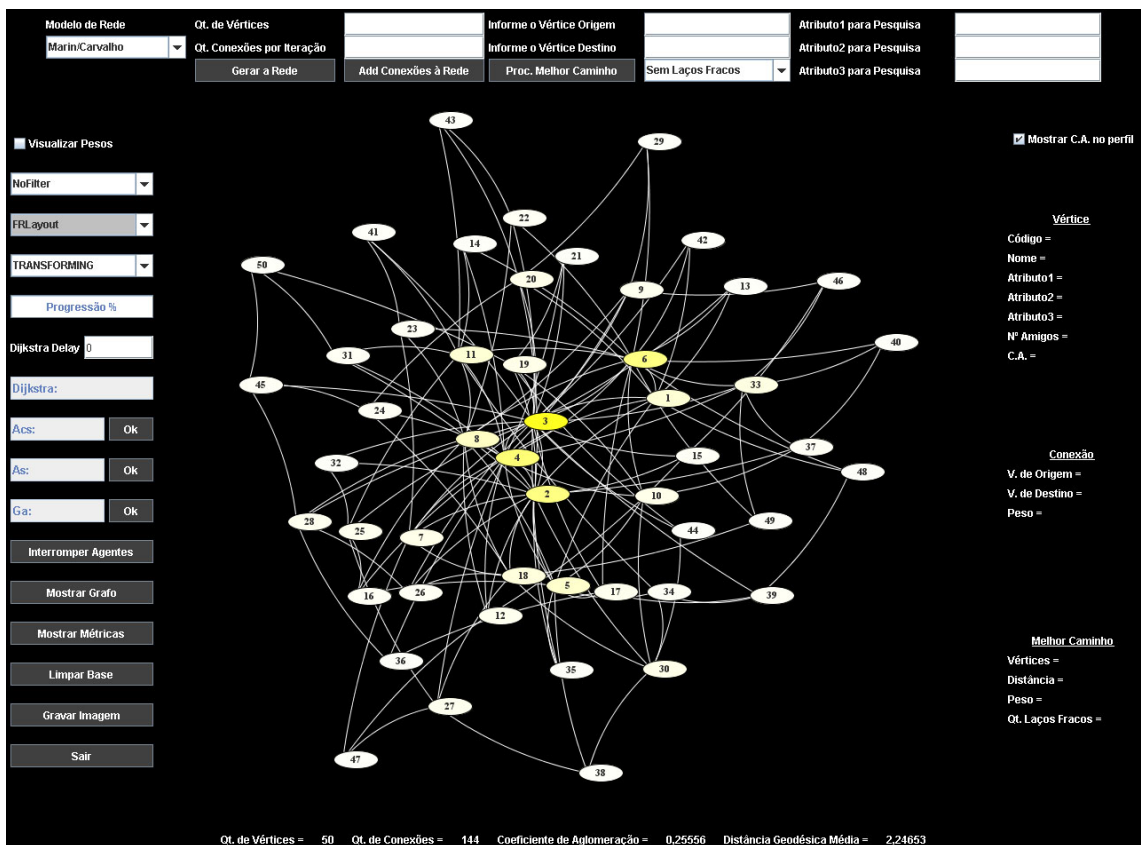 Modelo de Rede
Marin/Carvalho
Qt. de Vértices
Qt. Conexões por Iteração
Gerar a Rede
Add Conexões à Rede
Informe o Vértice Origem
Informe o Vértice Destino
Proc. Melhor Caminho
Sem Laços Fracos
Atributo1 para Pesquisa
Atributo2 para Pesquisa
Atributo3 para Pesquisa
Visualizar Pesos
NoFilter
FRLayout
TRANSFORMING
Progressão %
Dijkstra Delay 0
Dijkstra:
Acs: Ok
As: Ok
Ga: Ok
Interromper Agentes
Mostrar Grafo
Mostrar Métricas
Limpar Base
Gravar Imagem
Sair
43
29
22
41
14
42
21
50
20
46
9
13
23
40
31
11
6
19
45
33
1
24
3
8
37
15
4
32
48
2
10
28
49
25
44
7
18
5
16
26
17
34
39
12
36
35
30
27
47
38
Mostrar C.A. no perfil
Vértice
Código =
Nome =
Atributo1 =
Atributo2 =
Atributo3 =
Nº Amigos =
C.A. =
Conexão
V. de Origem =
V. de Destino =
Peso =
Melhor Caminho
Vértices =
Distância =
Peso =
Qt. Laços Fracos =
Qt. de Vértices = 50 Qt. de Conexões = 144 Coeficiente de Aglomeração = 0,25556 Distância Geodésica Média = 2,24653